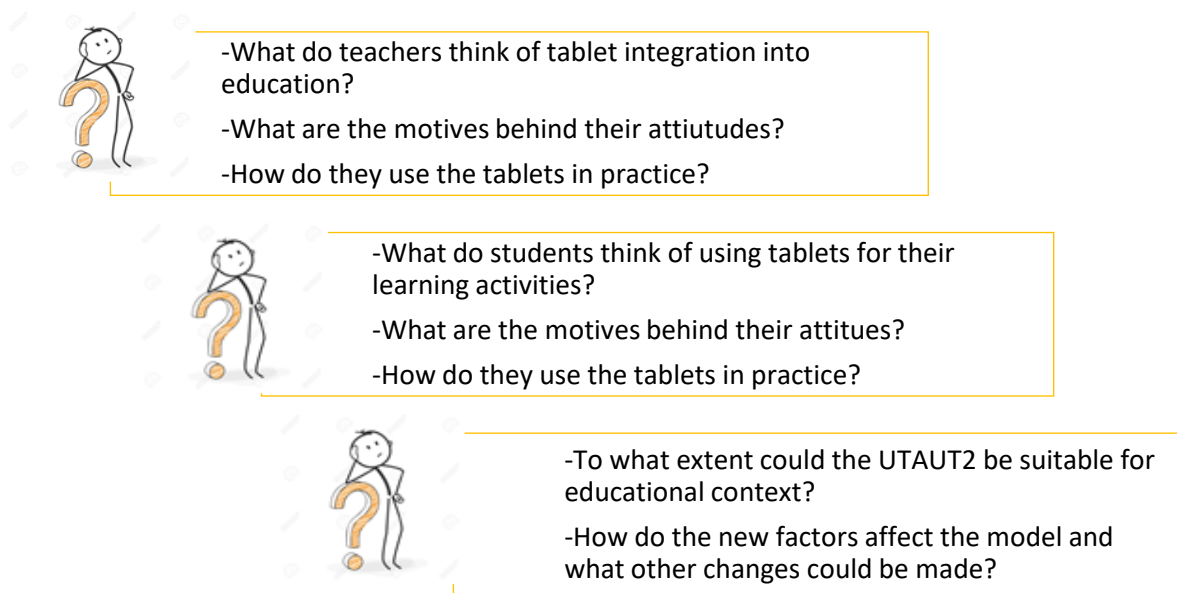 -What do teachers think of tablet integration into
education?
-What are the motives behind their attiutudes?
-How do they use the tablets in practice?
-What do students think of using tablets for their
learning activities?
-What are the motives behind their attitues?
-How do they use the tablets in practice?
-To what extent could the UTAUT2 be suitable for
educational context?
-How do the new factors affect the model and
what other changes could be made?